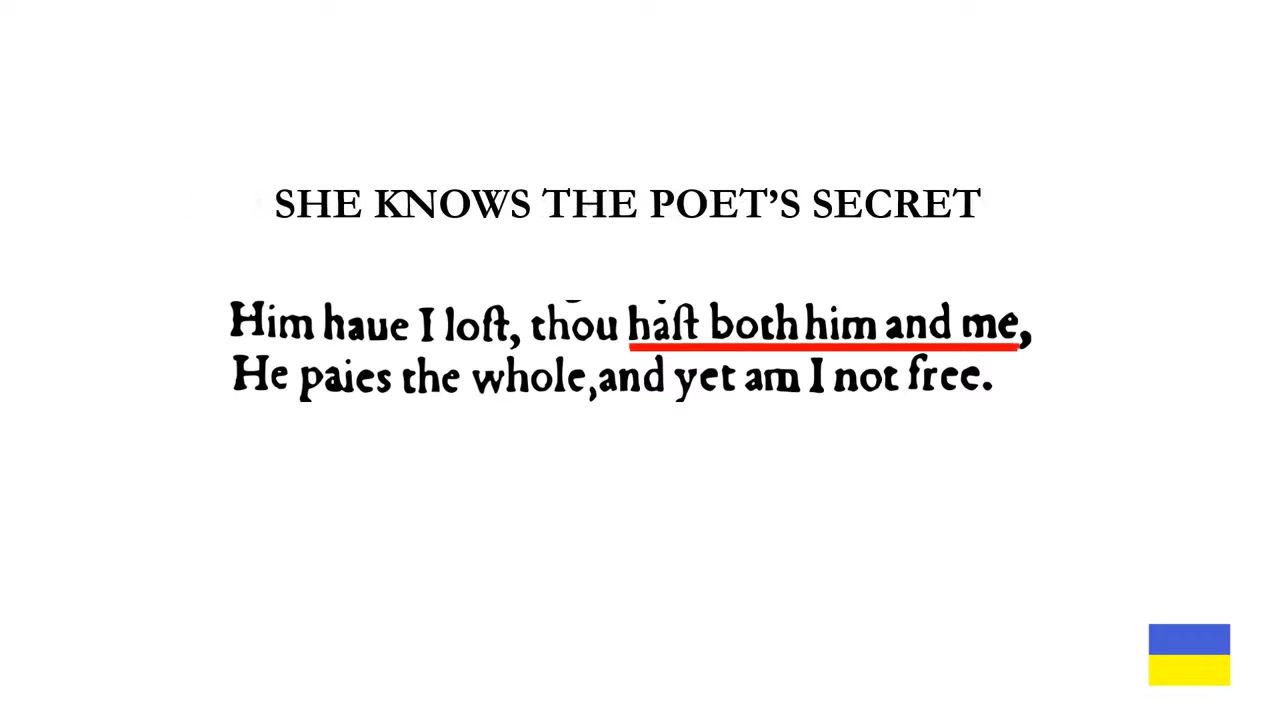 SHE KNOWS THE POET’S SECRET
Him haue I loſt, thou haſt both him and me,
He paies the whole,and yet am I not free.